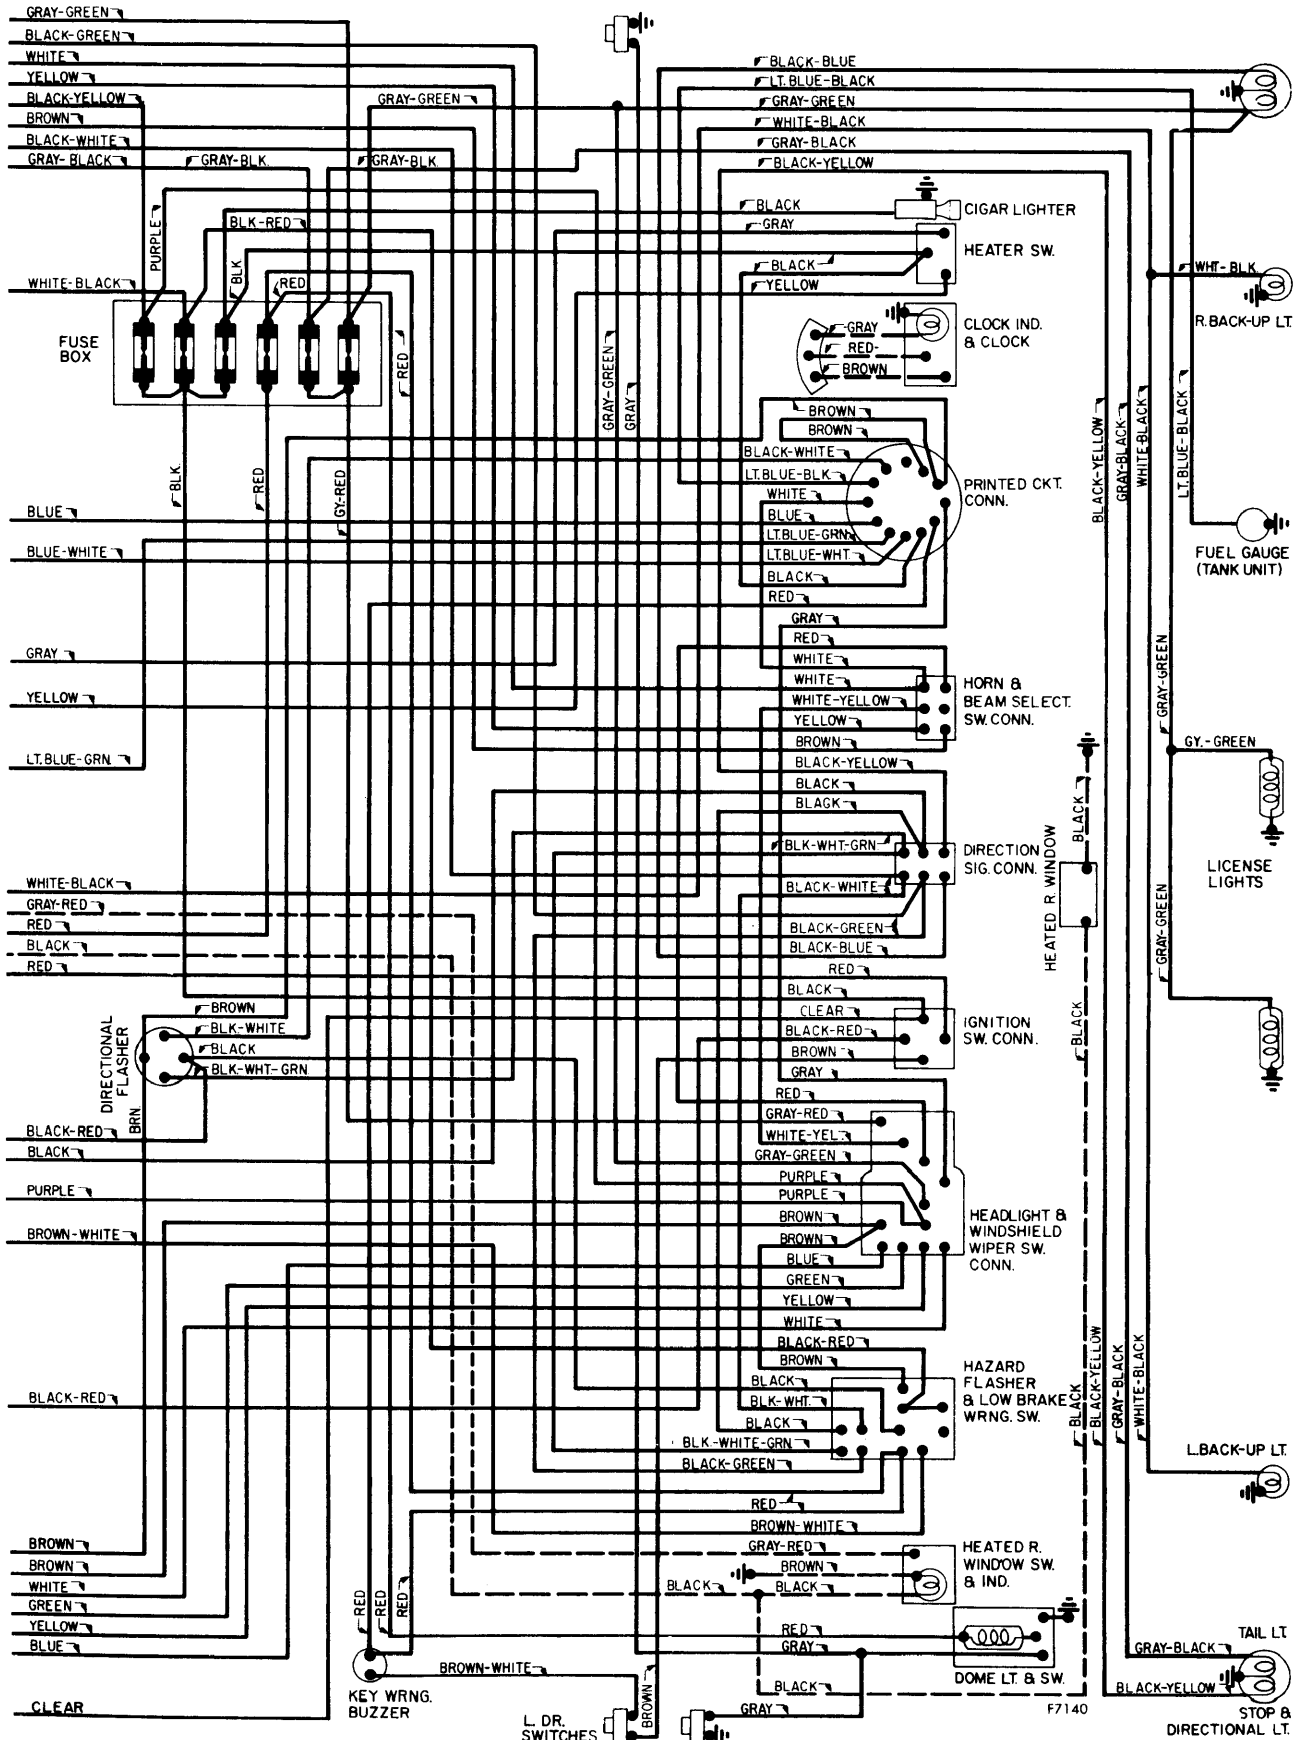 GRAY-GREEN
BLACK-GREEN
WHITE
YELLOW
BLACK-YELLOW
BROWN
BLACK-WHITE
GRAY-BLACK
GRAY-BLK.
GRAY-BLK.
GRAY-GREEN
BLACK-BLUE
LT.BLUE-BLACK
GRAY-GREEN
WHITE-BLACK
GRAY-BLACK
BLACK-YELLOW
PURPLE
BLK-RED
BLK
RED
WHITE-BLACK
FUSE
BOX
RED
BLACK
CIGAR LIGHTER
GRAY
HEATER SW.
BLACK
YELLOW
WHT-BLK.
R.BACK-UP LT.
GRAY
RED-
BROWN
CLOCK IND.
& CLOCK
GRAY-GREEN
GRAY
BROWN
BROWN
BLACK-WHITE
LT.BLUE-BLK
WHITE
BLUE
LT.BLUE-GRN
LT.BLUE-WHT.
BLACK
RED
GRAY
PRINTED CKT.
CONN.
BLACK-YELLOW
GRAY-BLACK
WHITE-BLACK
LT.BLUE-BLACK
FUEL GAUGE
(TANK UNIT)
BLK.
RED
GY-RED
BLUE
BLUE-WHITE
GRAY
YELLOW
LT.BLUE-GRN.
RED
WHITE
WHITE
WHITE-YELLOW
YELLOW
BROWN
HORN &
BEAM SELECT.
SW.CONN.
GRAY-GREEN
GY.-GREEN
LICENSE
LIGHTS
BLACK-YELLOW
BLACK
BLACK
BLK-WHT-GRN
BLACK-WHITE
BLACK-GREEN
BLACK-BLUE
DIRECTION
SIG.CONN.
HEATED R. WINDOW
BLACK
GRAY-GREEN
WHITE-BLACK
GRAY-RED
RED
BLACK
RED
RED
BLACK
CLEAR
BLACK-RED
BROWN
IGNITION
SW. CONN.
BLACK
BROWN
BLK-WHITE
BLACK
BLK-WHT-GRN.
DIRECTIONAL
FLASHER
BRN.
BLACK-RED
BLACK
PURPLE
BROWN-WHITE
GRAY
RED
GRAY-RED
WHITE-YEL.
GRAY-GREEN
PURPLE
PURPLE
BROWN
BROWN
BLUE
GREEN
YELLOW
WHITE
HEADLIGHT &
WINDSHIELD
WIPER SW.
CONN.
BLACK-RED
BLACK-RED
BROWN
BLACK
BLK-WHT.
BLACK
BLK.-WHITE-GRN
BLACK-GREEN
RED
BROWN-WHITE
HAZARD
FLASHER
& LOW BRAKE
WRNG. SW.
BLACK
BLACK-YELLOW
GRAY-BLACK
WHITE-BLACK
L.BACK-UP LT.
BROWN
BROWN
WHITE
GREEN
YELLOW
BLUE
CLEAR
RED
RED
RED
GRAY-RED
BROWN
BLACK
BLACK
HEATED R.
WINDOW SW.
& IND.
RED
GRAY
DOME LT. & SW.
BLACK
F7140
BROWN-WHITE
KEY WRNG.
BUZZER
BROWN
L. DR.
SWITCHES
GRAY
TAIL LT.
GRAY-BLACK
BLACK-YELLOW
STOP &
DIRECTIONAL LT.